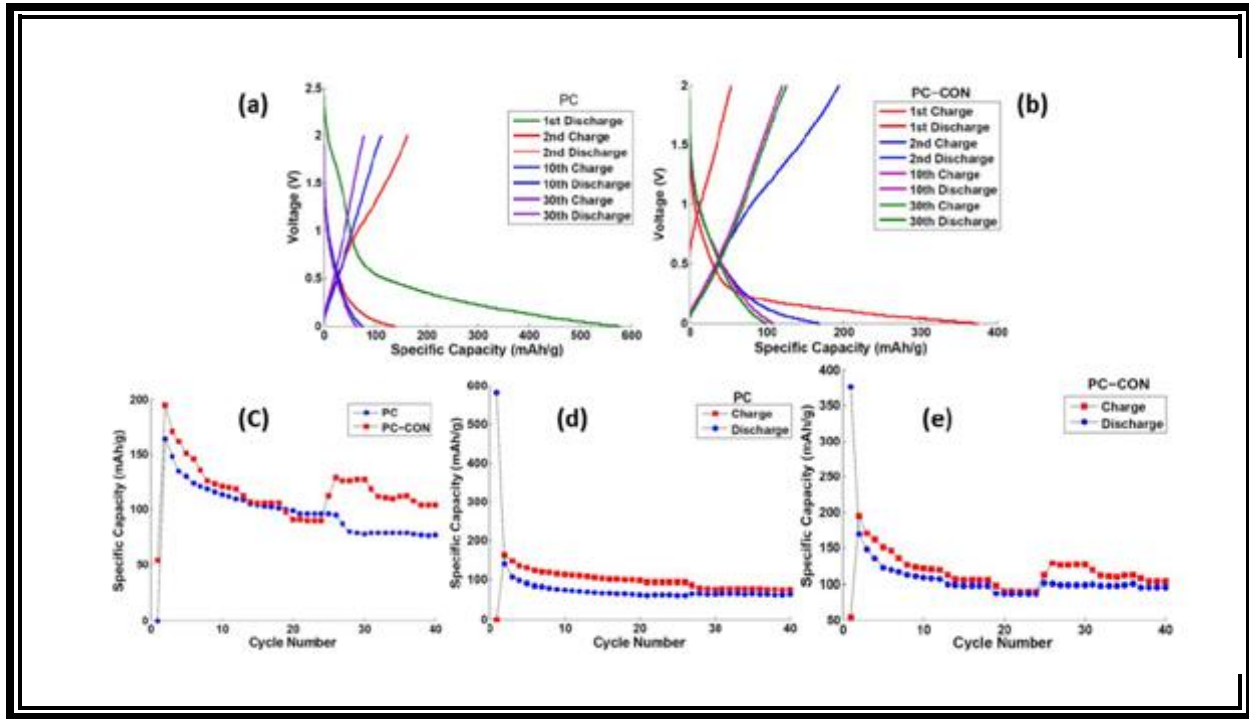 (a)
PC
1st Discharge
2nd Charge
2nd Discharge
10th Charge
10th Discharge
30th Charge
30th Discharge
2.5
2
1.5
1
0.5
0
Voltage (V)
0 100 200 300 400 500 600
Specific Capacity (mAh/g)
(b)
PC-CON
1st Charge
1st Discharge
2nd Charge
2nd Discharge
10th Charge
10th Discharge
30th Charge
30th Discharge
2
1.5
1
0.5
0
Voltage (V)
0 100 200 300 400
Specific Capacity (mAh/g)
(C)
PC
PC-CON
200
150
100
50
0
Specific Capacity (mAh/g)
0 10 20 30 40
Cycle Number
(d)
PC
Charge
Discharge
600
500
400
300
200
100
0
Specific Capacity (mAh/g)
0 10 20 30 40
Cycle Number
(e)
PC-CON
Charge
Discharge
400
350
300
250
200
150
100
50
Specific Capacity (mAh/g)
0 10 20 30 40
Cycle Number